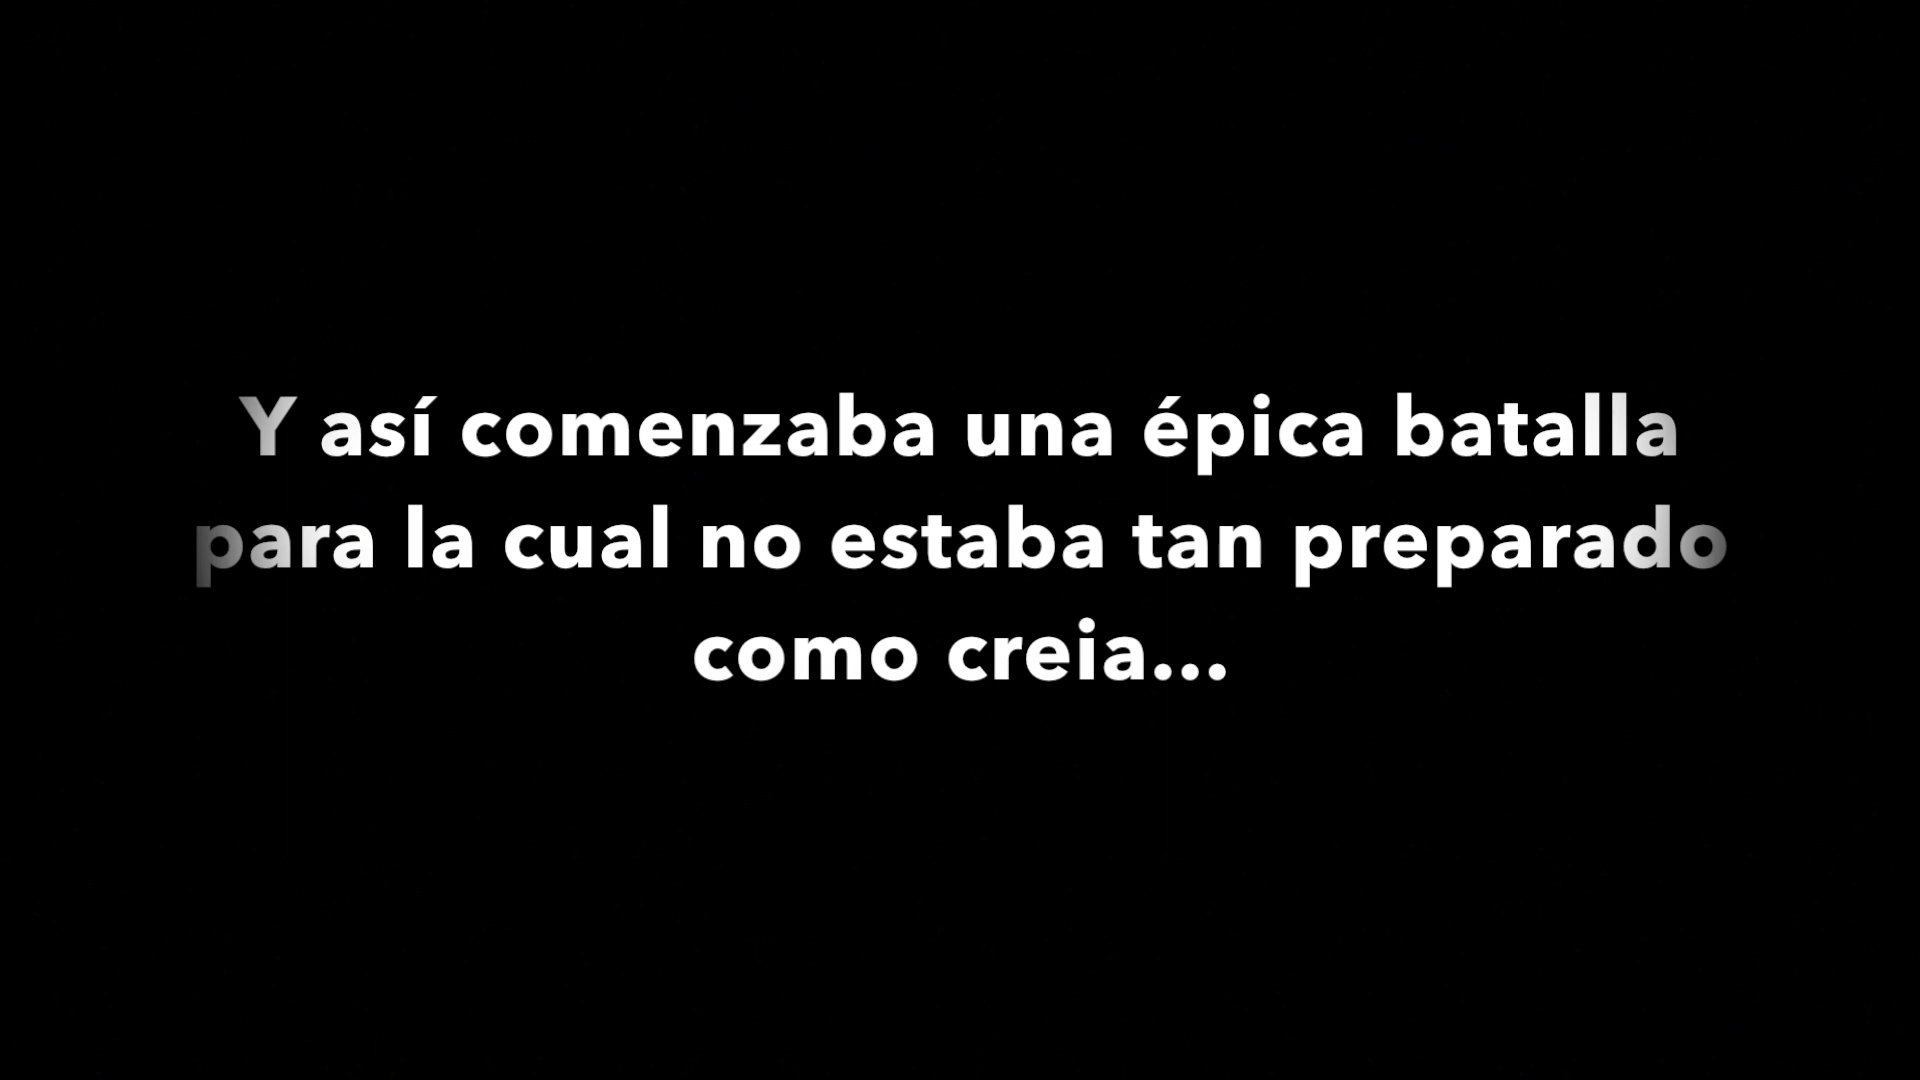 Y así comenzaba una épica batalla
para la cual no estaba tan preparado
como creia...